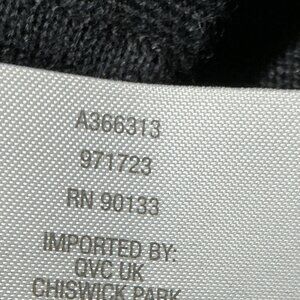 A366313
971723
RN 90133
IMPORTED BY:
QVC UK
CHISWICK PARK